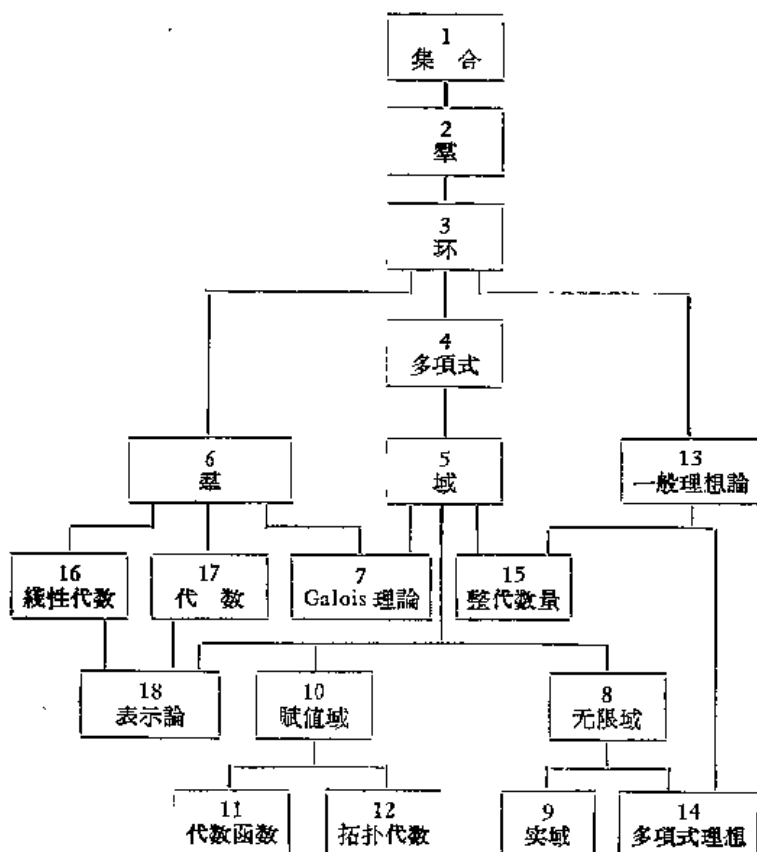 1
集 合
2
羣
3
环
4
多項式
6
羣
5
域
13
一般理想論
16
綫性代数
17
代 数
7
Galois 理論
15
整代数量
18
表示論
10
賦值域
8
无限域
11
代数函数
12
拓扑代数
9
实域
14
多項式理想